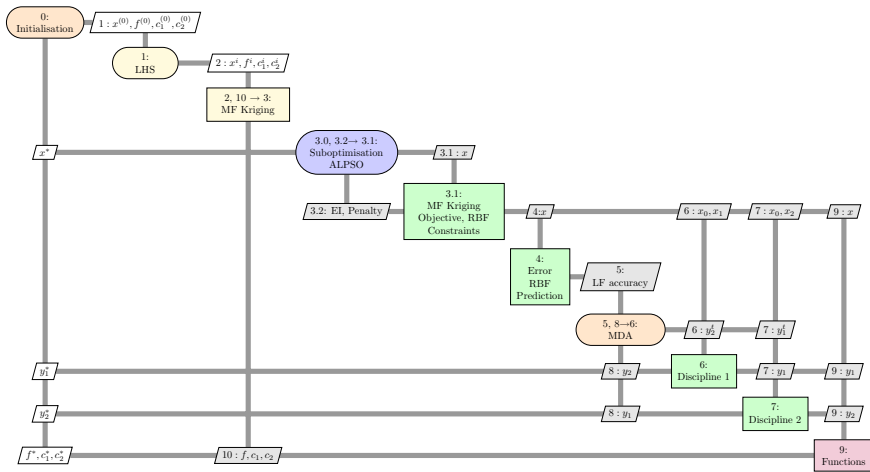 0:
Initialisation
1 : x^{(0)}, f^{(0)}, c_1^{(0)}, c_2^{(0)}
1:
LHS
2 : x^i, f^i, c_1^i, c_2^i
2, 10 → 3:
MF Kriging
x*
3.0, 3.2→ 3.1:
Suboptimisation
ALPSO
3.1 : x
3.2: EI, Penalty
3.1:
MF Kriging
Objective, RBF
Constraints
4:x
6 : x_0, x_1
7 : x_0, x_2
9 : x
4:
Error
RBF
Prediction
5:
LF accuracy
5, 8→6:
MDA
6 : y_2^t
7 : y_1^t
y_1^*
8 : y_2
6:
Discipline 1
7 : y_1
9 : y_1
y_2^*
8 : y_1
7:
Discipline 2
9 : y_2
f*, c_1^*, c_2^*
10 : f, c_1, c_2
9:
Functions